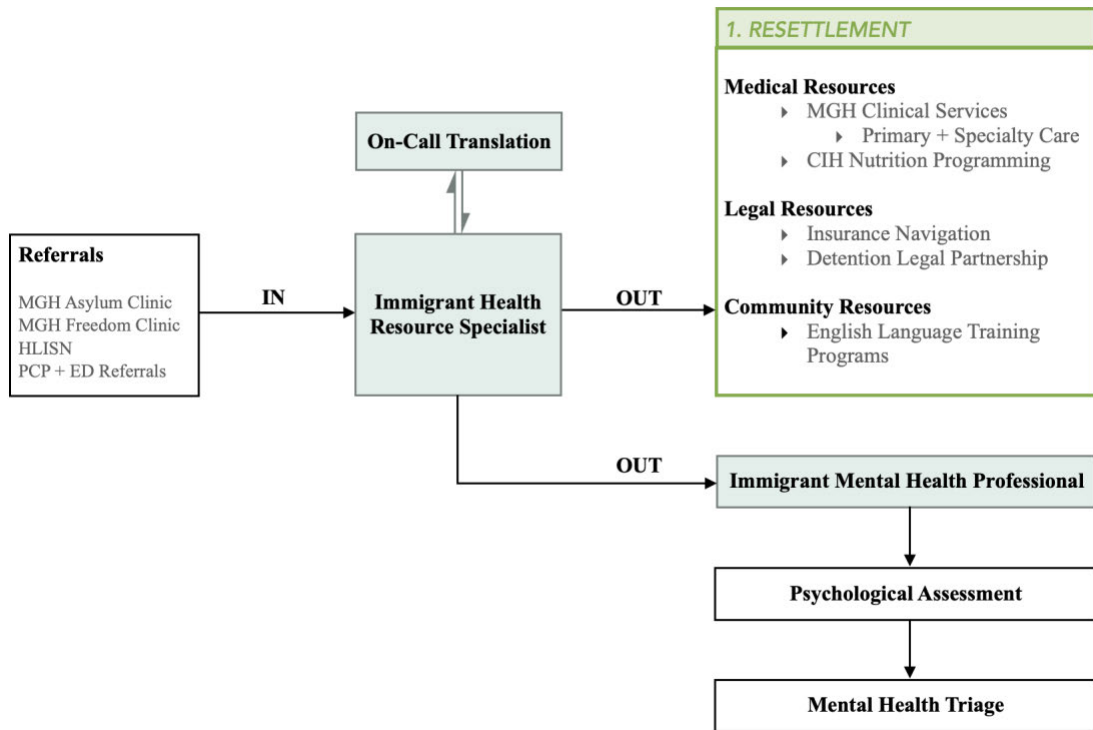 1. RESETTLEMENT
Medical Resources
MGH Clinical Services
Primary + Specialty Care
CIH Nutrition Programming
Legal Resources
Insurance Navigation
Detention Legal Partnership
Community Resources
English Language Training
Programs
On-Call Translation
Referrals
MGH Asylum Clinic
MGH Freedom Clinic
HLISN
PCP + ED Referrals
IN
Immigrant Health
Resource Specialist
OUT
OUT
Immigrant Mental Health Professional
Psychological Assessment
Mental Health Triage